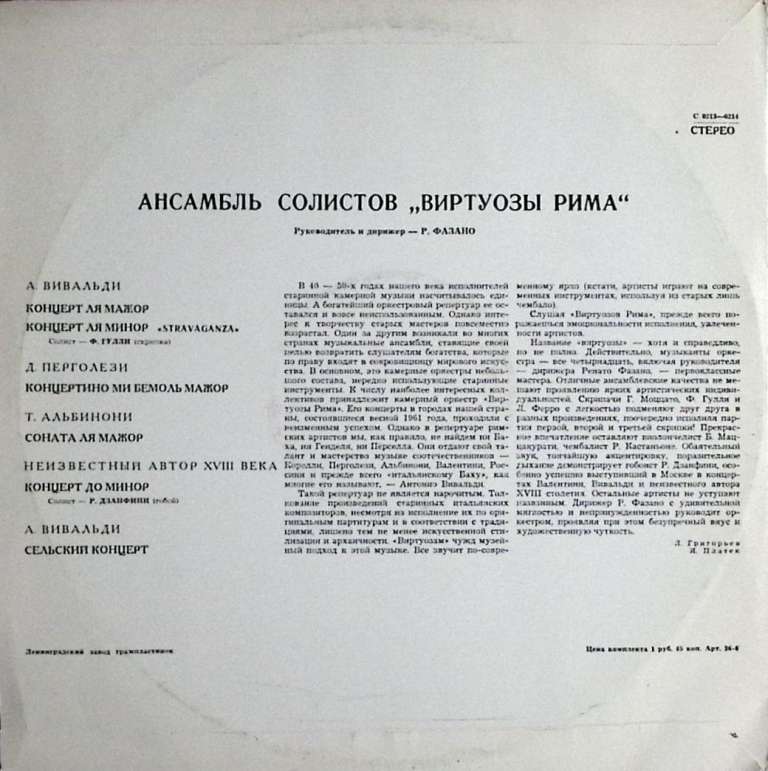 С 0213—0214
СТЕРЕО
АНСАМБЛЬ СОЛИСТОВ „ВИРТУОЗЫ РИМА“
Руководитель и дирижер — Р. ФАЗАНО
А. ВИВАЛЬДИ
КОНЦЕРТ ЛЯ МАЖОР
КОНЦЕРТ ЛЯ МИНОР «STRAVAGANZA»
Солист — Ф. ГУЛЛИ (скрипка)
Д. ПЕРГОЛЕЗИ
КОНЦЕРТИНО МИ БЕМОЛЬ МАЖОР
Т. АЛЬБИНОНИ
СОНАТА ЛЯ МАЖОР
НЕИЗВЕСТНЫЙ АВТОР XVIII ВЕКА
КОНЦЕРТ ДО МИНОР
Солист — Р. ДЗАНФИНИ (гобой)
А. ВИВАЛЬДИ
СЕЛЬСКИЙ КОНЦЕРТ
В 40 — 50-х годах нашего века исполнителей
старинной камерной музыки насчитывалось еди-
ницы. А богатейший оркестровый репертуар ее ос-
тавался и вовсе неиспользованным. Однако инте-
рес к творчеству старых мастеров повсеместно
возрастал. Один за другим возникали во многих
странах музыкальные ансамбли, ставящие своей
целью возвратить слушателям богатства, которые
по праву входят в сокровищницу мирового искус-
ства. В основном, это камерные оркестры неболь-
шого состава, нередко использующие старинные
инструменты. К числу наиболее интересных кол-
лективов принадлежит камерный оркестр «Вир-
туозы Рима». Его концерты в городах нашей стра-
ны, состоявшиеся весной 1961 года, проходили с
неизменным успехом. Однако в репертуаре рим-
ских артистов мы, как правило, не найдем ни Ба-
ха, ни Генделя, ни Перселла. Они отдают свой та-
лант и мастерство музыке соотечественников —
Корелли, Перголези, Альбинони, Валентини, Рос-
сини и прежде всего «итальянскому Баху», как
многие его называют, — Антонио Вивальди.
Такой репертуар не является нарочитым. Тол-
кование произведений старинных итальянских
композиторов, несмотря на исполнение их по ори-
гинальным партитурам и в соответствии с тради-
циями, лишено тем не менее искусственной сти-
лизации и архаичности. «Виртуозам» чужд музей-
ный подход к этой музыке. Все звучит по-совре-
менному ярко (кстати, артисты играют на совре-
менных инструментах, используя из старых лишь
чембало).
Слушая «Виртуозов Рима», прежде всего по-
ражаешься эмоциональности исполнения, увлечен-
ности артистов.
Название «виртуозы» — хотя и справедливо,
но не полно. Действительно, музыканты орке-
стра — все четырнадцать, включая руководителя
— дирижера Ренато Фазано, — первоклассные
мастера. Отличные ансамблевые качества не ме-
шают проявлению ярких артистических индиви-
дуальностей. Скрипачи Г. Моццато, Ф. Гулли и
Л. Ферро с легкостью подменяют друг друга в
разных произведениях, поочередно исполняя пар-
тии первой, второй и третьей скрипки! Прекрас-
ное впечатление оставляют виолончелист Б. Мац-
цакурати, чембалист Р. Кастаньоне. Обаятельный
звук, тончайшую акцентировку, поразительное
дыхание демонстрирует гобоист Р. Дзанфини, осо-
бенно успешно выступивший в Москве в концер-
тах Валентини, Вивальди и неизвестного автора
XVIII столетия. Остальные артисты не уступают
названным. Дирижер Р. Фазано с удивительной
мягкостью и непринужденностью руководит ор-
кестром, проявляя при этом безупречный вкус и
художественную чуткость.
Л. Григорьев
Я. Платек
Ленинградский завод грампластинок
Цена комплекта 1 руб. 45 коп. Арт. 36-6